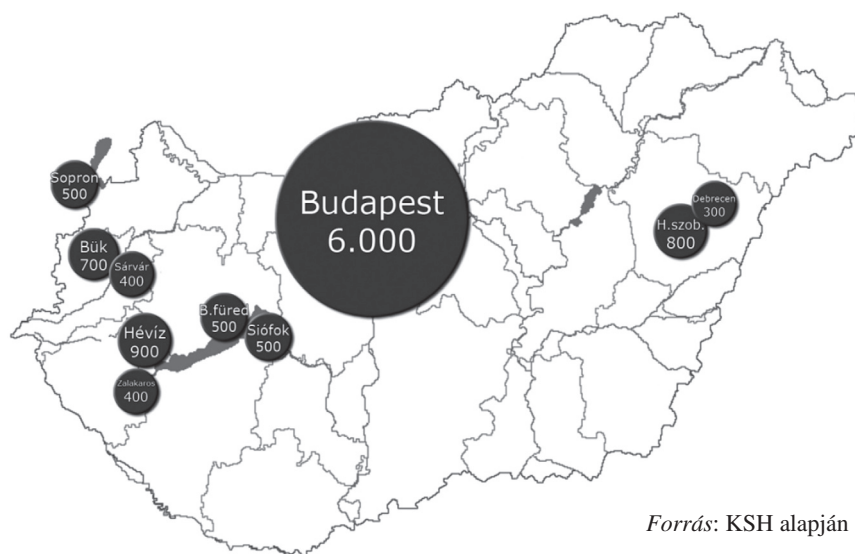 Sopron
500
Budapest
6.000
Debrecen
300
H.szob.
800
Bük
700
Sárvár
400
B.füred
500
Siófok
500
Hévíz
900
Zalakaros
400
Forrás: KSH alapján